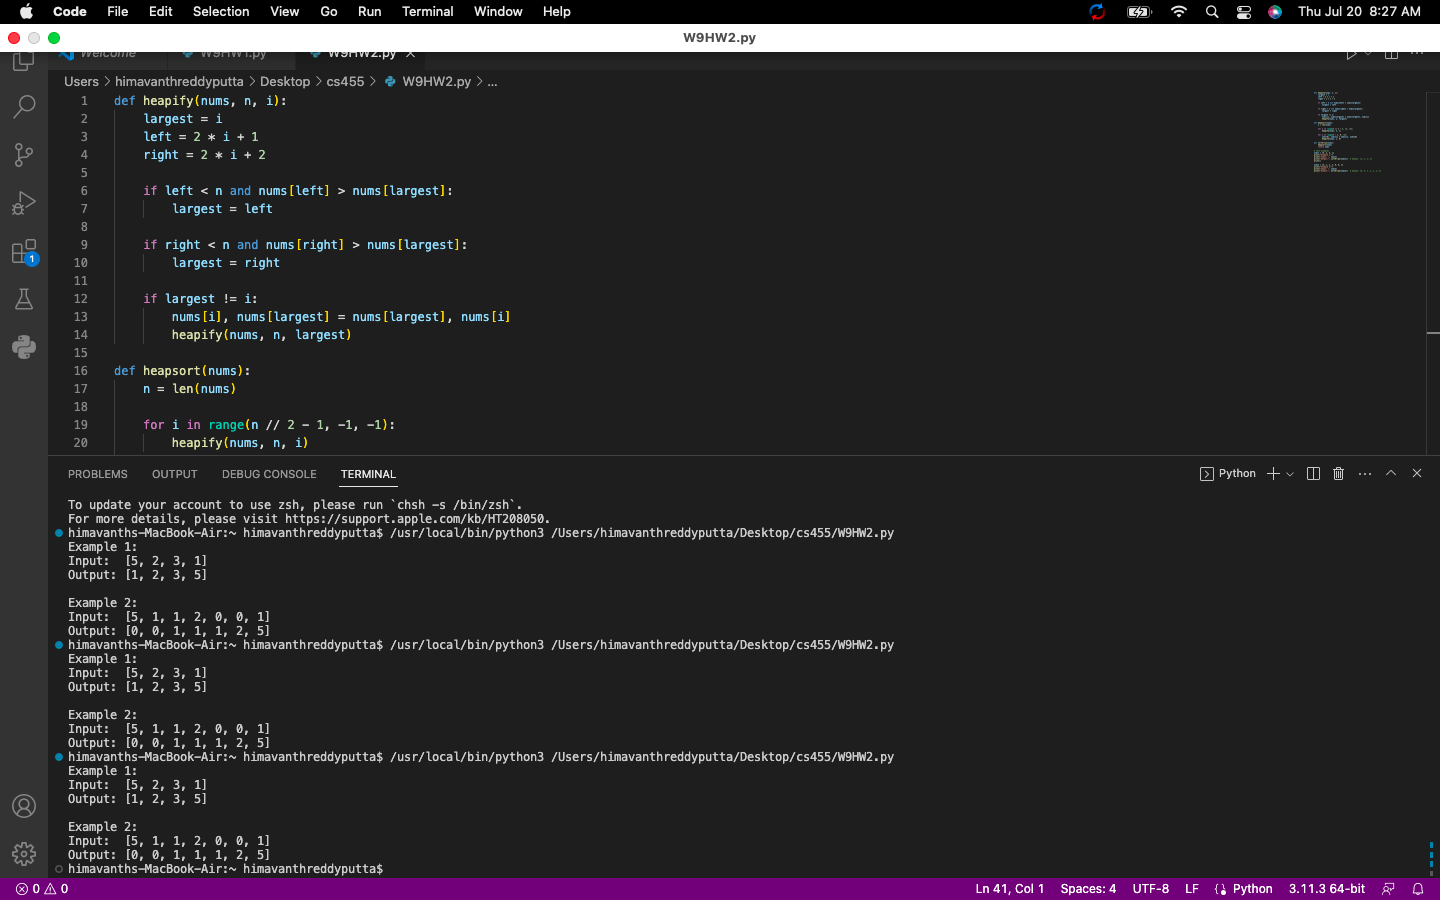 Code File Edit Selection View Go Run Terminal Window Help Thu Jul 20 8:27 AM
W9HW2.py
Welcome W9HW1.py W9HW2.py
Users > himavanthreddyputta > Desktop > cs455 > W9HW2.py > ...
1 def heapify(nums, n, i):
2 largest = i
3 left = 2 * i + 1
4 right = 2 * i + 2
5
6 if left < n and nums[left] > nums[largest]:
7 largest = left
8
9 if right < n and nums[right] > nums[largest]:
10 largest = right
11
12 if largest != i:
13 nums[i], nums[largest] = nums[largest], nums[i]
14 heapify(nums, n, largest)
15
16 def heapsort(nums):
17 n = len(nums)
18
19 for i in range(n // 2 - 1, -1, -1):
20 heapify(nums, n, i)
1
PROBLEMS OUTPUT DEBUG CONSOLE TERMINAL Python
To update your account to use zsh, please run `chsh -s /bin/zsh`.
For more details, please visit https://support.apple.com/kb/HT208050.
himavanths-MacBook-Air:~ himavanthreddyputta$ /usr/local/bin/python3 /Users/himavanthreddyputta/Desktop/cs455/W9HW2.py
Example 1:
Input:  [5, 2, 3, 1]
Output: [1, 2, 3, 5]

Example 2:
Input:  [5, 1, 1, 2, 0, 0, 1]
Output: [0, 0, 1, 1, 1, 2, 5]
himavanths-MacBook-Air:~ himavanthreddyputta$ /usr/local/bin/python3 /Users/himavanthreddyputta/Desktop/cs455/W9HW2.py
Example 1:
Input:  [5, 2, 3, 1]
Output: [1, 2, 3, 5]

Example 2:
Input:  [5, 1, 1, 2, 0, 0, 1]
Output: [0, 0, 1, 1, 1, 2, 5]
himavanths-MacBook-Air:~ himavanthreddyputta$ /usr/local/bin/python3 /Users/himavanthreddyputta/Desktop/cs455/W9HW2.py
Example 1:
Input:  [5, 2, 3, 1]
Output: [1, 2, 3, 5]

Example 2:
Input:  [5, 1, 1, 2, 0, 0, 1]
Output: [0, 0, 1, 1, 1, 2, 5]
himavanths-MacBook-Air:~ himavanthreddyputta$
0 0 Ln 41, Col 1 Spaces: 4 UTF-8 LF Python 3.11.3 64-bit